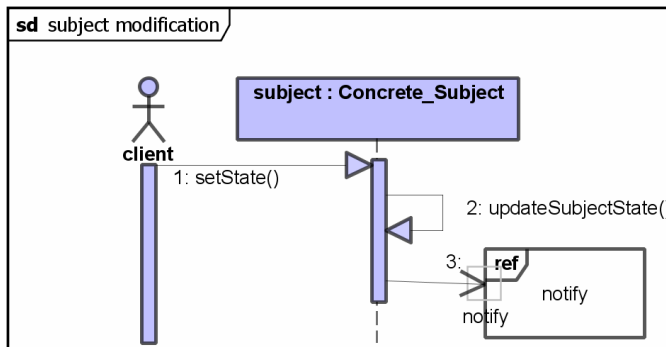 sd subject modification
subject : Concrete_Subject
client
1: setState()
2: updateSubjectState()
3:
ref
notify
notify